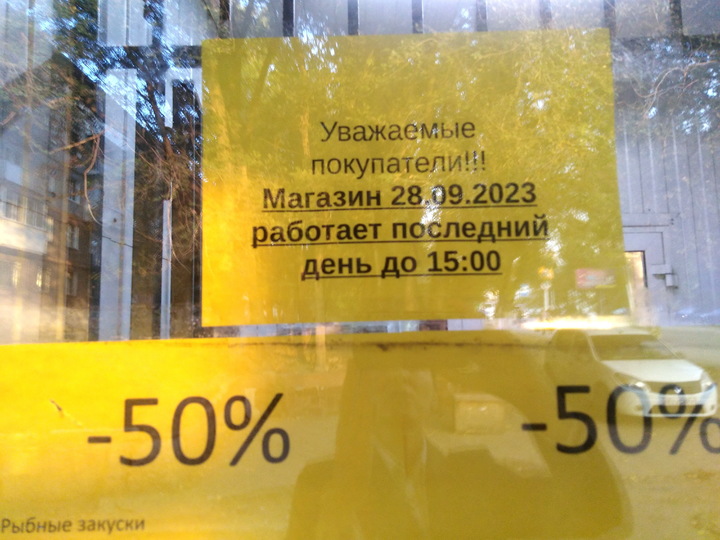 Уважаемые
покупатели!!!
Магазин 28.09.2023
работает последний
день до 15:00
-50% -50%
Рыбные закуски